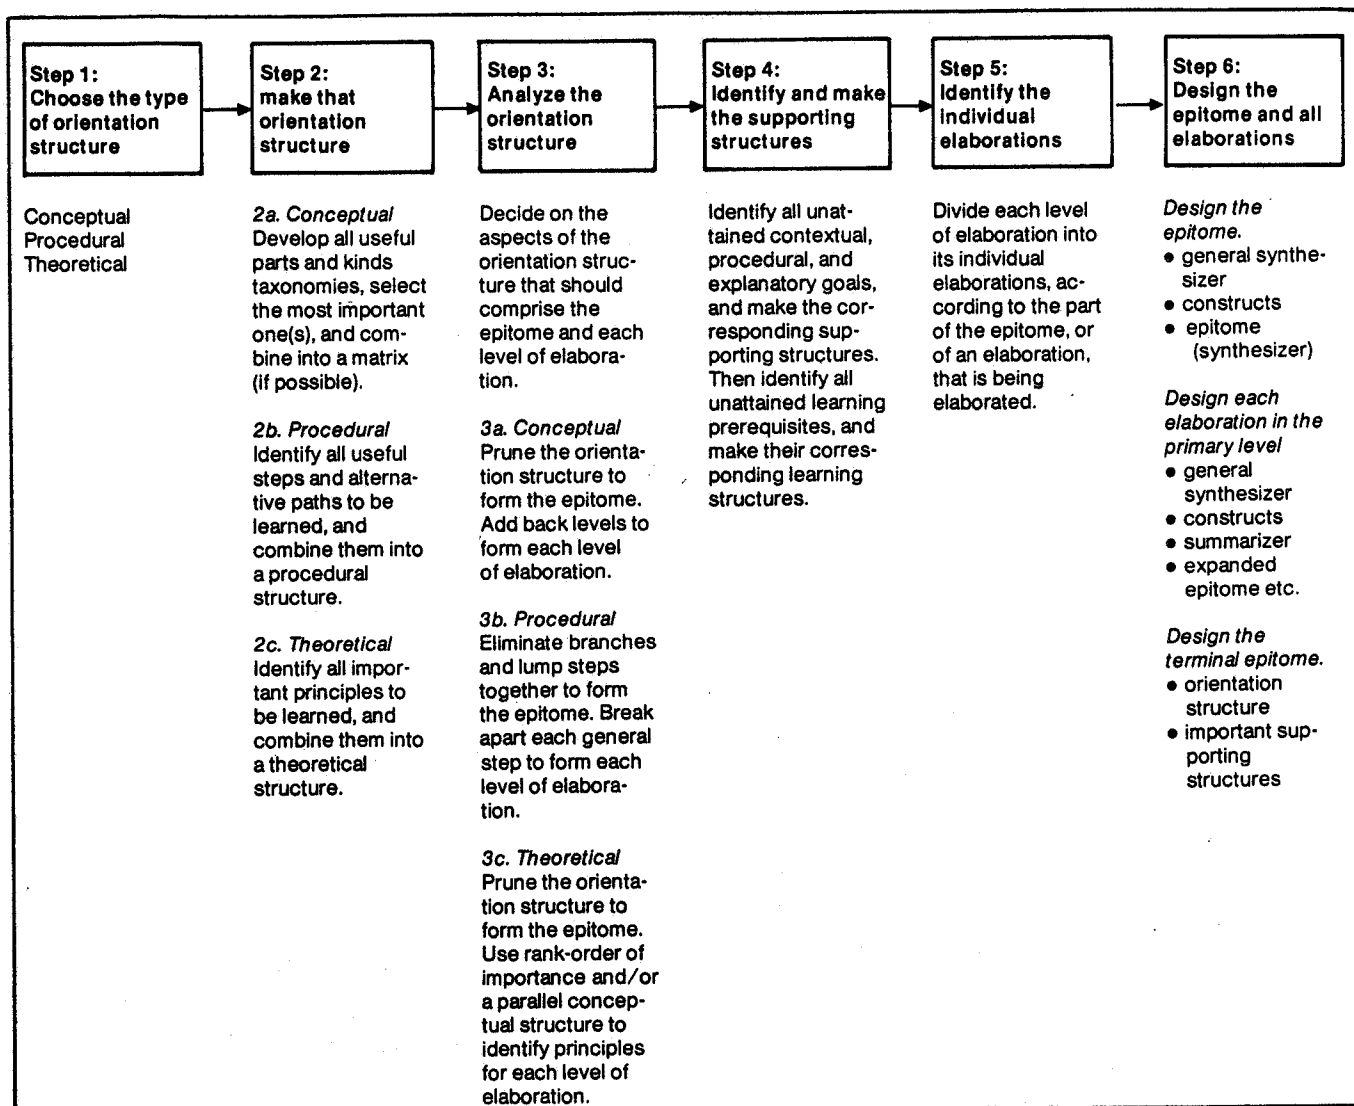 Step 1:
Choose the type
of orientation
structure
Step 2:
make that
orientation
structure
Step 3:
Analyze the
orientation
structure
Step 4:
Identify and make
the supporting
structures
Step 5:
Identify the
individual
elaborations
Step 6:
Design the
epitome and all
elaborations
Conceptual
Procedural
Theoretical
2a. Conceptual
Develop all useful
parts and kinds
taxonomies, select
the most important
one(s), and com-
bine into a matrix
(if possible).
2b. Procedural
Identify all useful
steps and alterna-
tive paths to be
learned, and
combine them into
a procedural
structure.
2c. Theoretical
Identify all impor-
tant principles to
be learned, and
combine them into
a theoretical
structure.
Decide on the
aspects of the
orientation struc-
ture that should
comprise the
epitome and each
level of elabora-
tion.
3a. Conceptual
Prune the orienta-
tion structure to
form the epitome.
Add back levels to
form each level
of elaboration.
3b. Procedural
Eliminate branches
and lump steps
together to form
the epitome. Break
apart each general
step to form each
level of elabora-
tion.
3c. Theoretical
Prune the orienta-
tion structure to
form the epitome.
Use rank-order of
importance and/or
a parallel concep-
tual structure to
identify principles
for each level of
elaboration.
Identify all unat-
tained contextual,
procedural, and
explanatory goals,
and make the cor-
responding sup-
porting structures.
Then identify all
unattained learning
prerequisites, and
make their corres-
ponding learning
structures.
Divide each level
of elaboration into
its individual
elaborations, ac-
cording to the part
of the epitome, or
of an elaboration,
that is being
elaborated.
Design the
epitome.
● general synthe-
sizer
● constructs
● epitome
(synthesizer)
Design each
elaboration in the
primary level
● general
synthesizer
● constructs
● summarizer
● expanded
epitome etc.
Design the
terminal epitome.
● orientation
structure
● important sup-
porting
structures